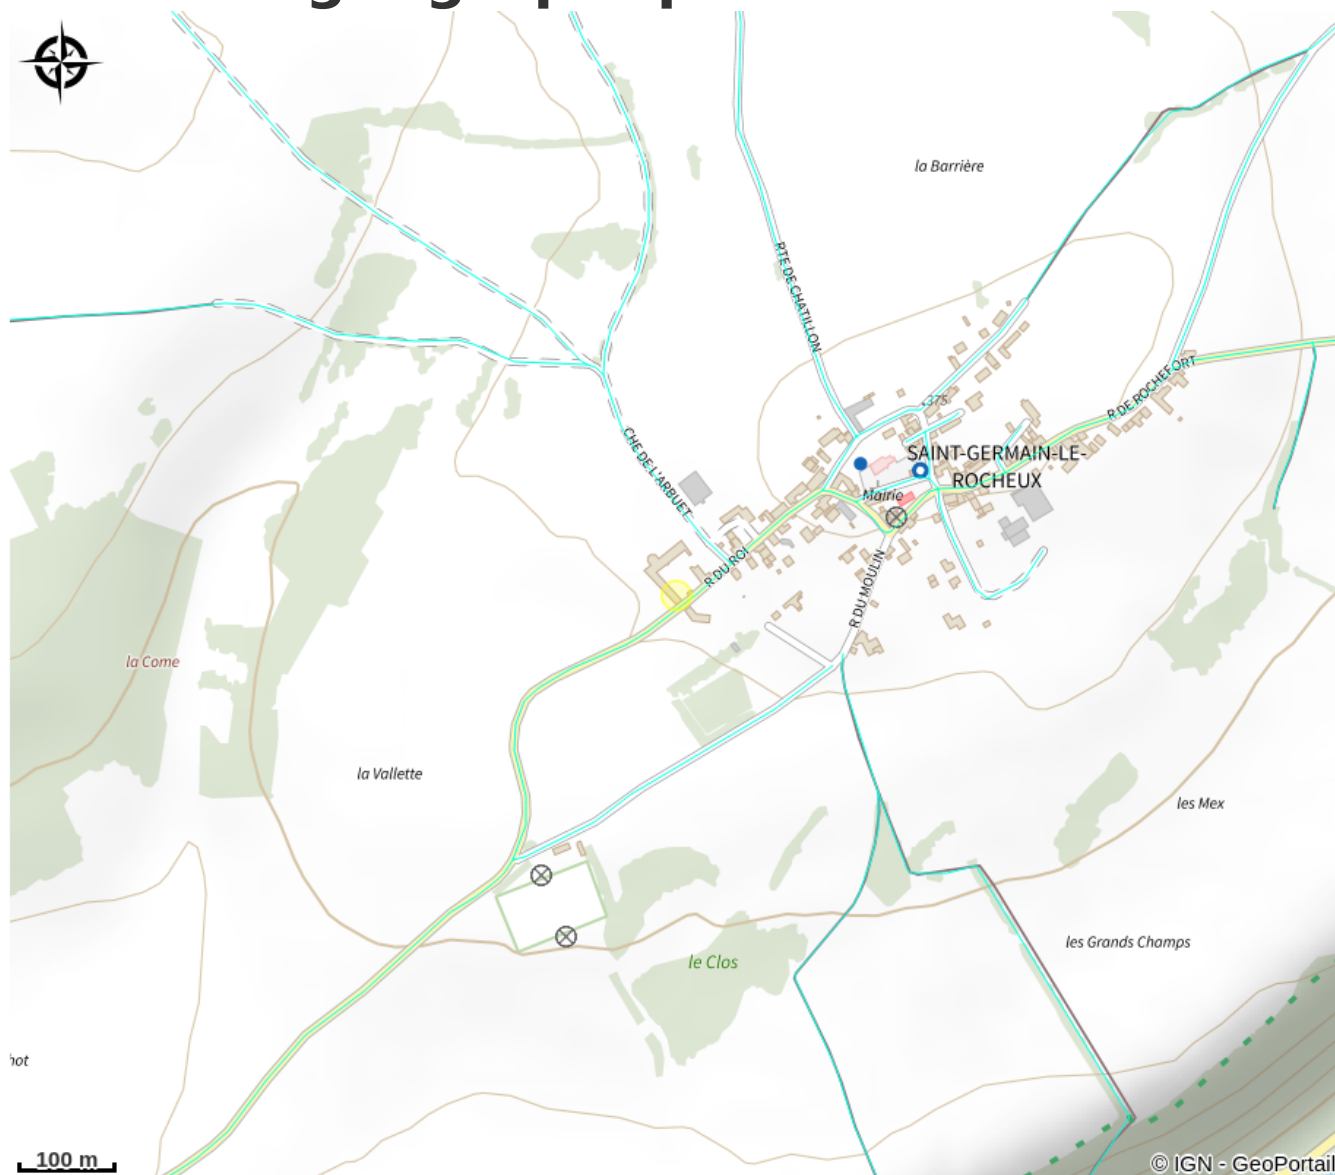 la Barrière
RTE DE CHATILLON
R DE ROCHEFORT
375
CHE DE L'ARBUET
SAINT-GERMAIN-LE-
ROCHEUX
Mairie
R DU ROI
R DU MOULIN
la Come
la Vallette
les Mex
les Grands Champs
le Clos
hot
100 m
© IGN - GeoPortail